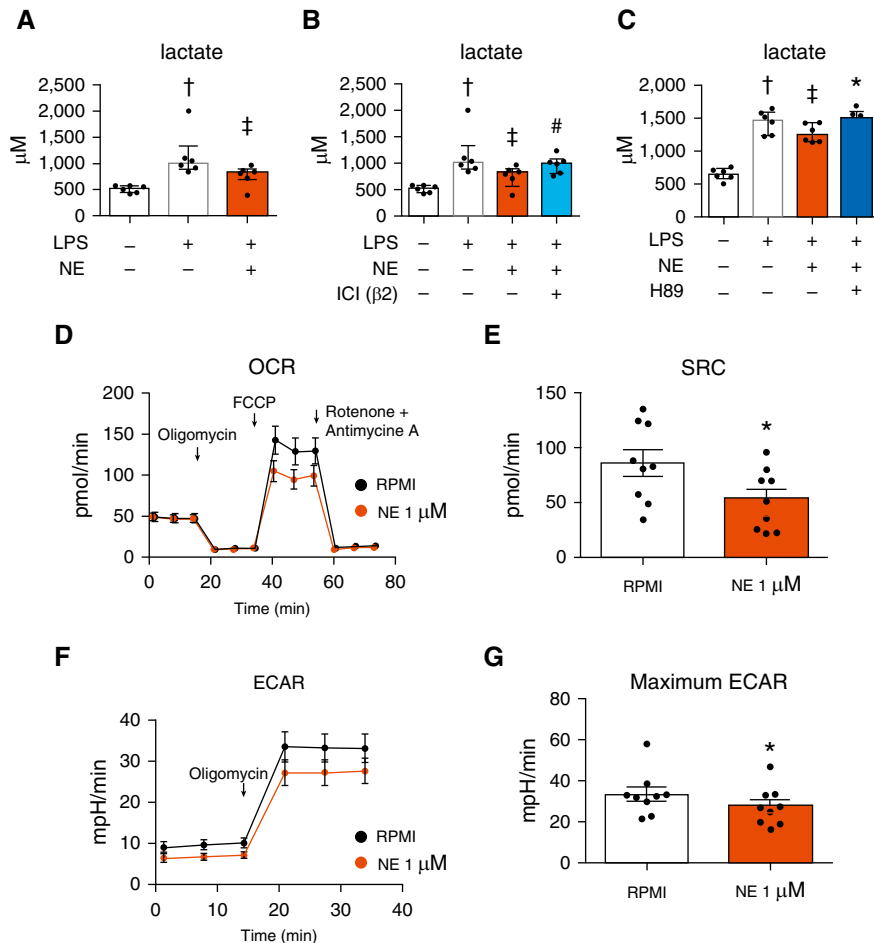 A
lactate
μM
2,500
2,000
1,500
1,000
500
0
†
‡
LPS – + +
NE – – +
B
lactate
μM
2,500
2,000
1,500
1,000
500
0
†
‡
#
LPS – + + +
NE – – + +
ICI (β2) – – – +
C
lactate
μM
2,000
1,500
1,000
500
0
†
‡
*
LPS – + + +
NE – – + +
H89 – – – +
D
OCR
pmol/min
200
150
100
50
0
Oligomycin
FCCP
Rotenone +
Antimycine A
RPMI
NE 1 μM
0 20 40 60 80
Time (min)
E
SRC
pmol/min
150
100
50
0
*
RPMI NE 1 μM
F
ECAR
mpH/min
40
30
20
10
0
Oligomycin
RPMI
NE 1 μM
0 10 20 30 40
Time (min)
G
Maximum ECAR
mpH/min
80
60
40
20
0
*
RPMI NE 1 μM